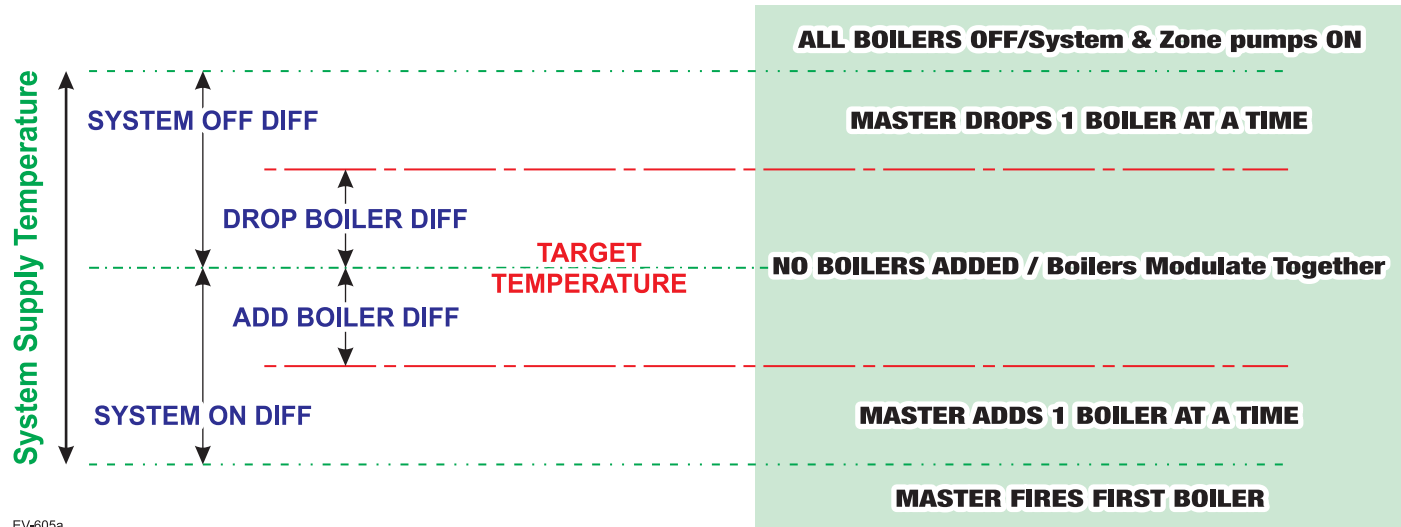 ALL BOILERS OFF/System & Zone pumps ON
System Supply Temperature
SYSTEM OFF DIFF
MASTER DROPS 1 BOILER AT A TIME
DROP BOILER DIFF
TARGET
TEMPERATURE
NO BOILERS ADDED / Boilers Modulate Together
ADD BOILER DIFF
SYSTEM ON DIFF
MASTER ADDS 1 BOILER AT A TIME
MASTER FIRES FIRST BOILER
EV-605a